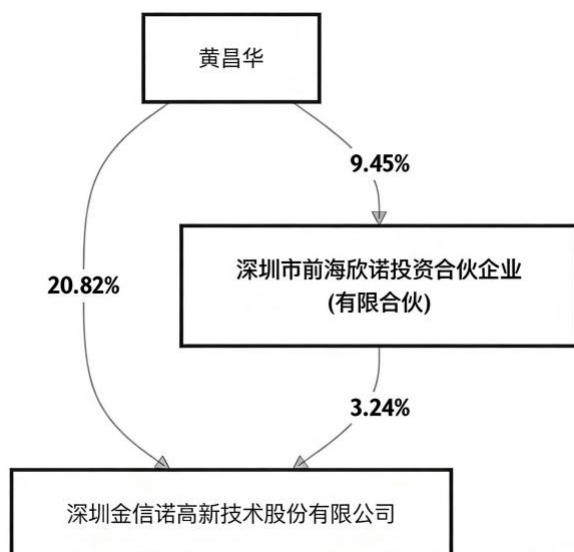 黄昌华
9.45%
深圳市前海欣诺投资合伙企业
(有限合伙)
20.82%
3.24%
深圳金信诺高新技术股份有限公司